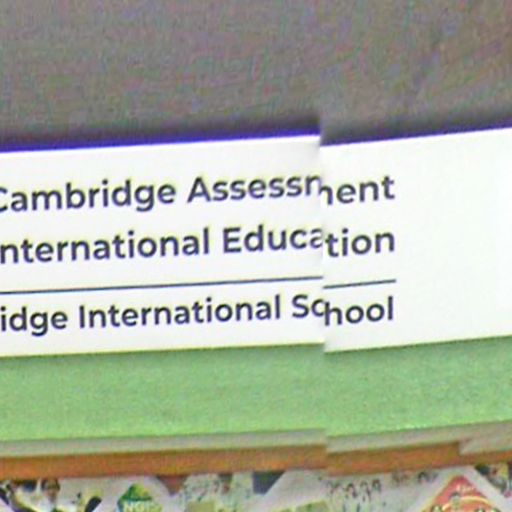 Cambridge Assessment
nternational Education
idge International School